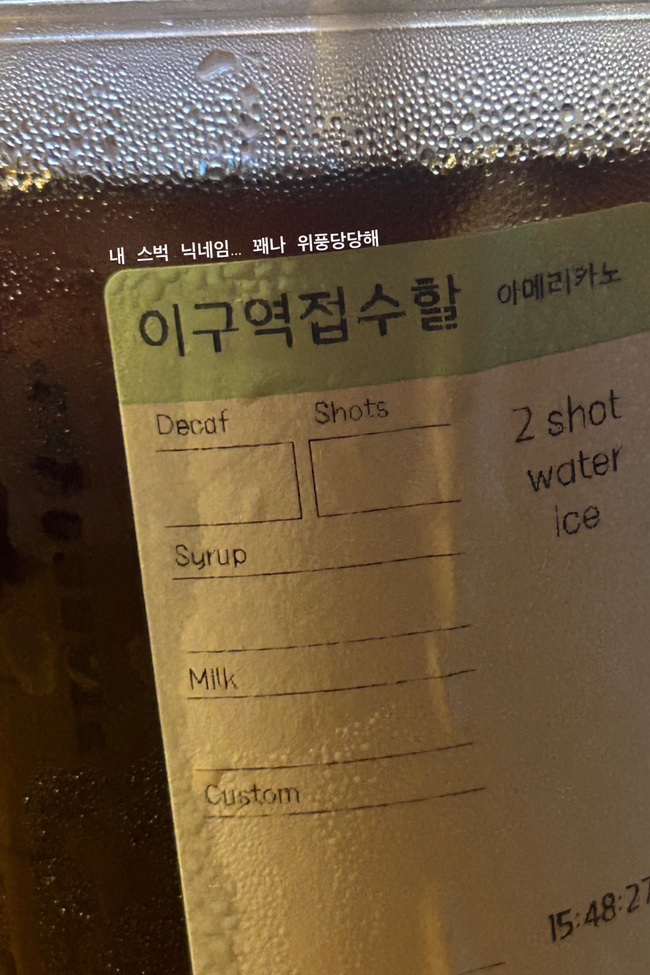 내 스벅 닉네임... 꽤나 위풍당당해
이구역접수할 아메리카노
Decaf Shots
2 shot
water
ice
Syrup
Milk
Custom
15:48:27